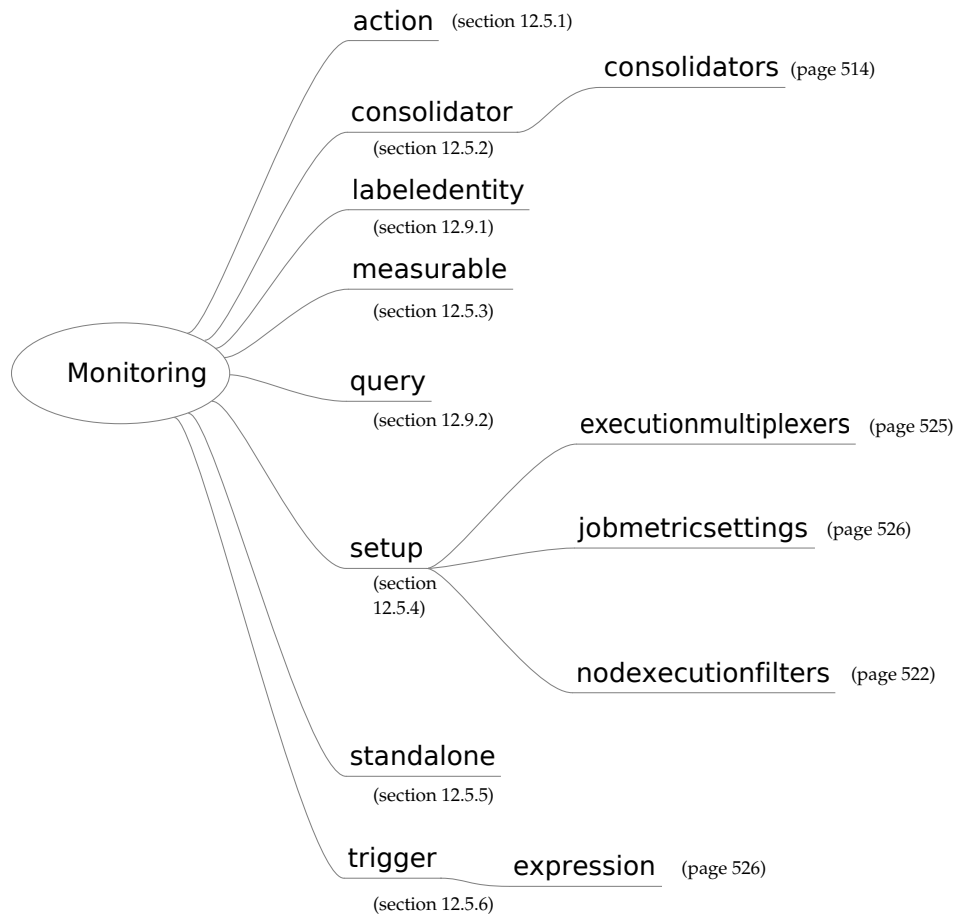 action (section 12.5.1)
consolidators (page 514)
consolidator
(section 12.5.2)
labeledentity
(section 12.9.1)
measurable
(section 12.5.3)
Monitoring
query
(section 12.9.2)
executionmultiplexers (page 525)
jobmetricsettings (page 526)
setup
(section
12.5.4)
nodexecutionfilters (page 522)
standalone
(section 12.5.5)
trigger
expression (page 526)
(section 12.5.6)